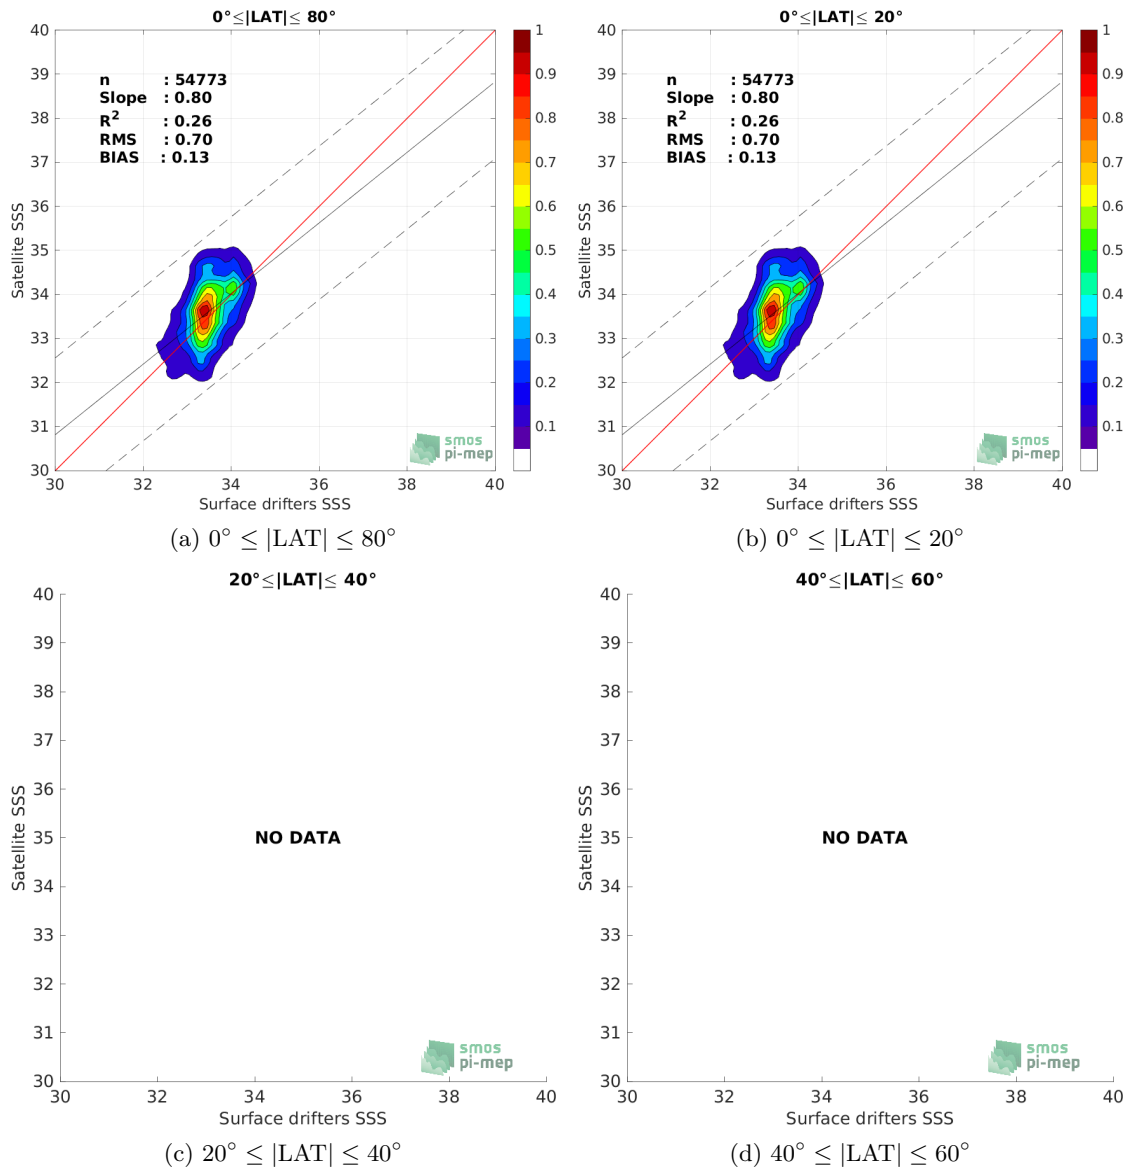 0°≤|LAT|≤ 80°
40
39
38
37
36
35
34
33
32
31
30
Satellite SSS
n : 54773
Slope : 0.80
R² : 0.26
RMS : 0.70
BIAS : 0.13
smos
pi-mep
30 32 34 36 38 40
Surface drifters SSS
1
0.9
0.8
0.7
0.6
0.5
0.4
0.3
0.2
0.1
(a) 0° ≤ |LAT| ≤ 80°
0°≤|LAT|≤ 20°
40
39
38
37
36
35
34
33
32
31
30
Satellite SSS
n : 54773
Slope : 0.80
R² : 0.26
RMS : 0.70
BIAS : 0.13
smos
pi-mep
30 32 34 36 38 40
Surface drifters SSS
1
0.9
0.8
0.7
0.6
0.5
0.4
0.3
0.2
0.1
(b) 0° ≤ |LAT| ≤ 20°
20°≤|LAT|≤ 40°
40
39
38
37
36
35
34
33
32
31
30
Satellite SSS
NO DATA
smos
pi-mep
30 32 34 36 38 40
Surface drifters SSS
(c) 20° ≤ |LAT| ≤ 40°
40°≤|LAT|≤ 60°
40
39
38
37
36
35
34
33
32
31
30
Satellite SSS
NO DATA
smos
pi-mep
30 32 34 36 38 40
Surface drifters SSS
(d) 40° ≤ |LAT| ≤ 60°